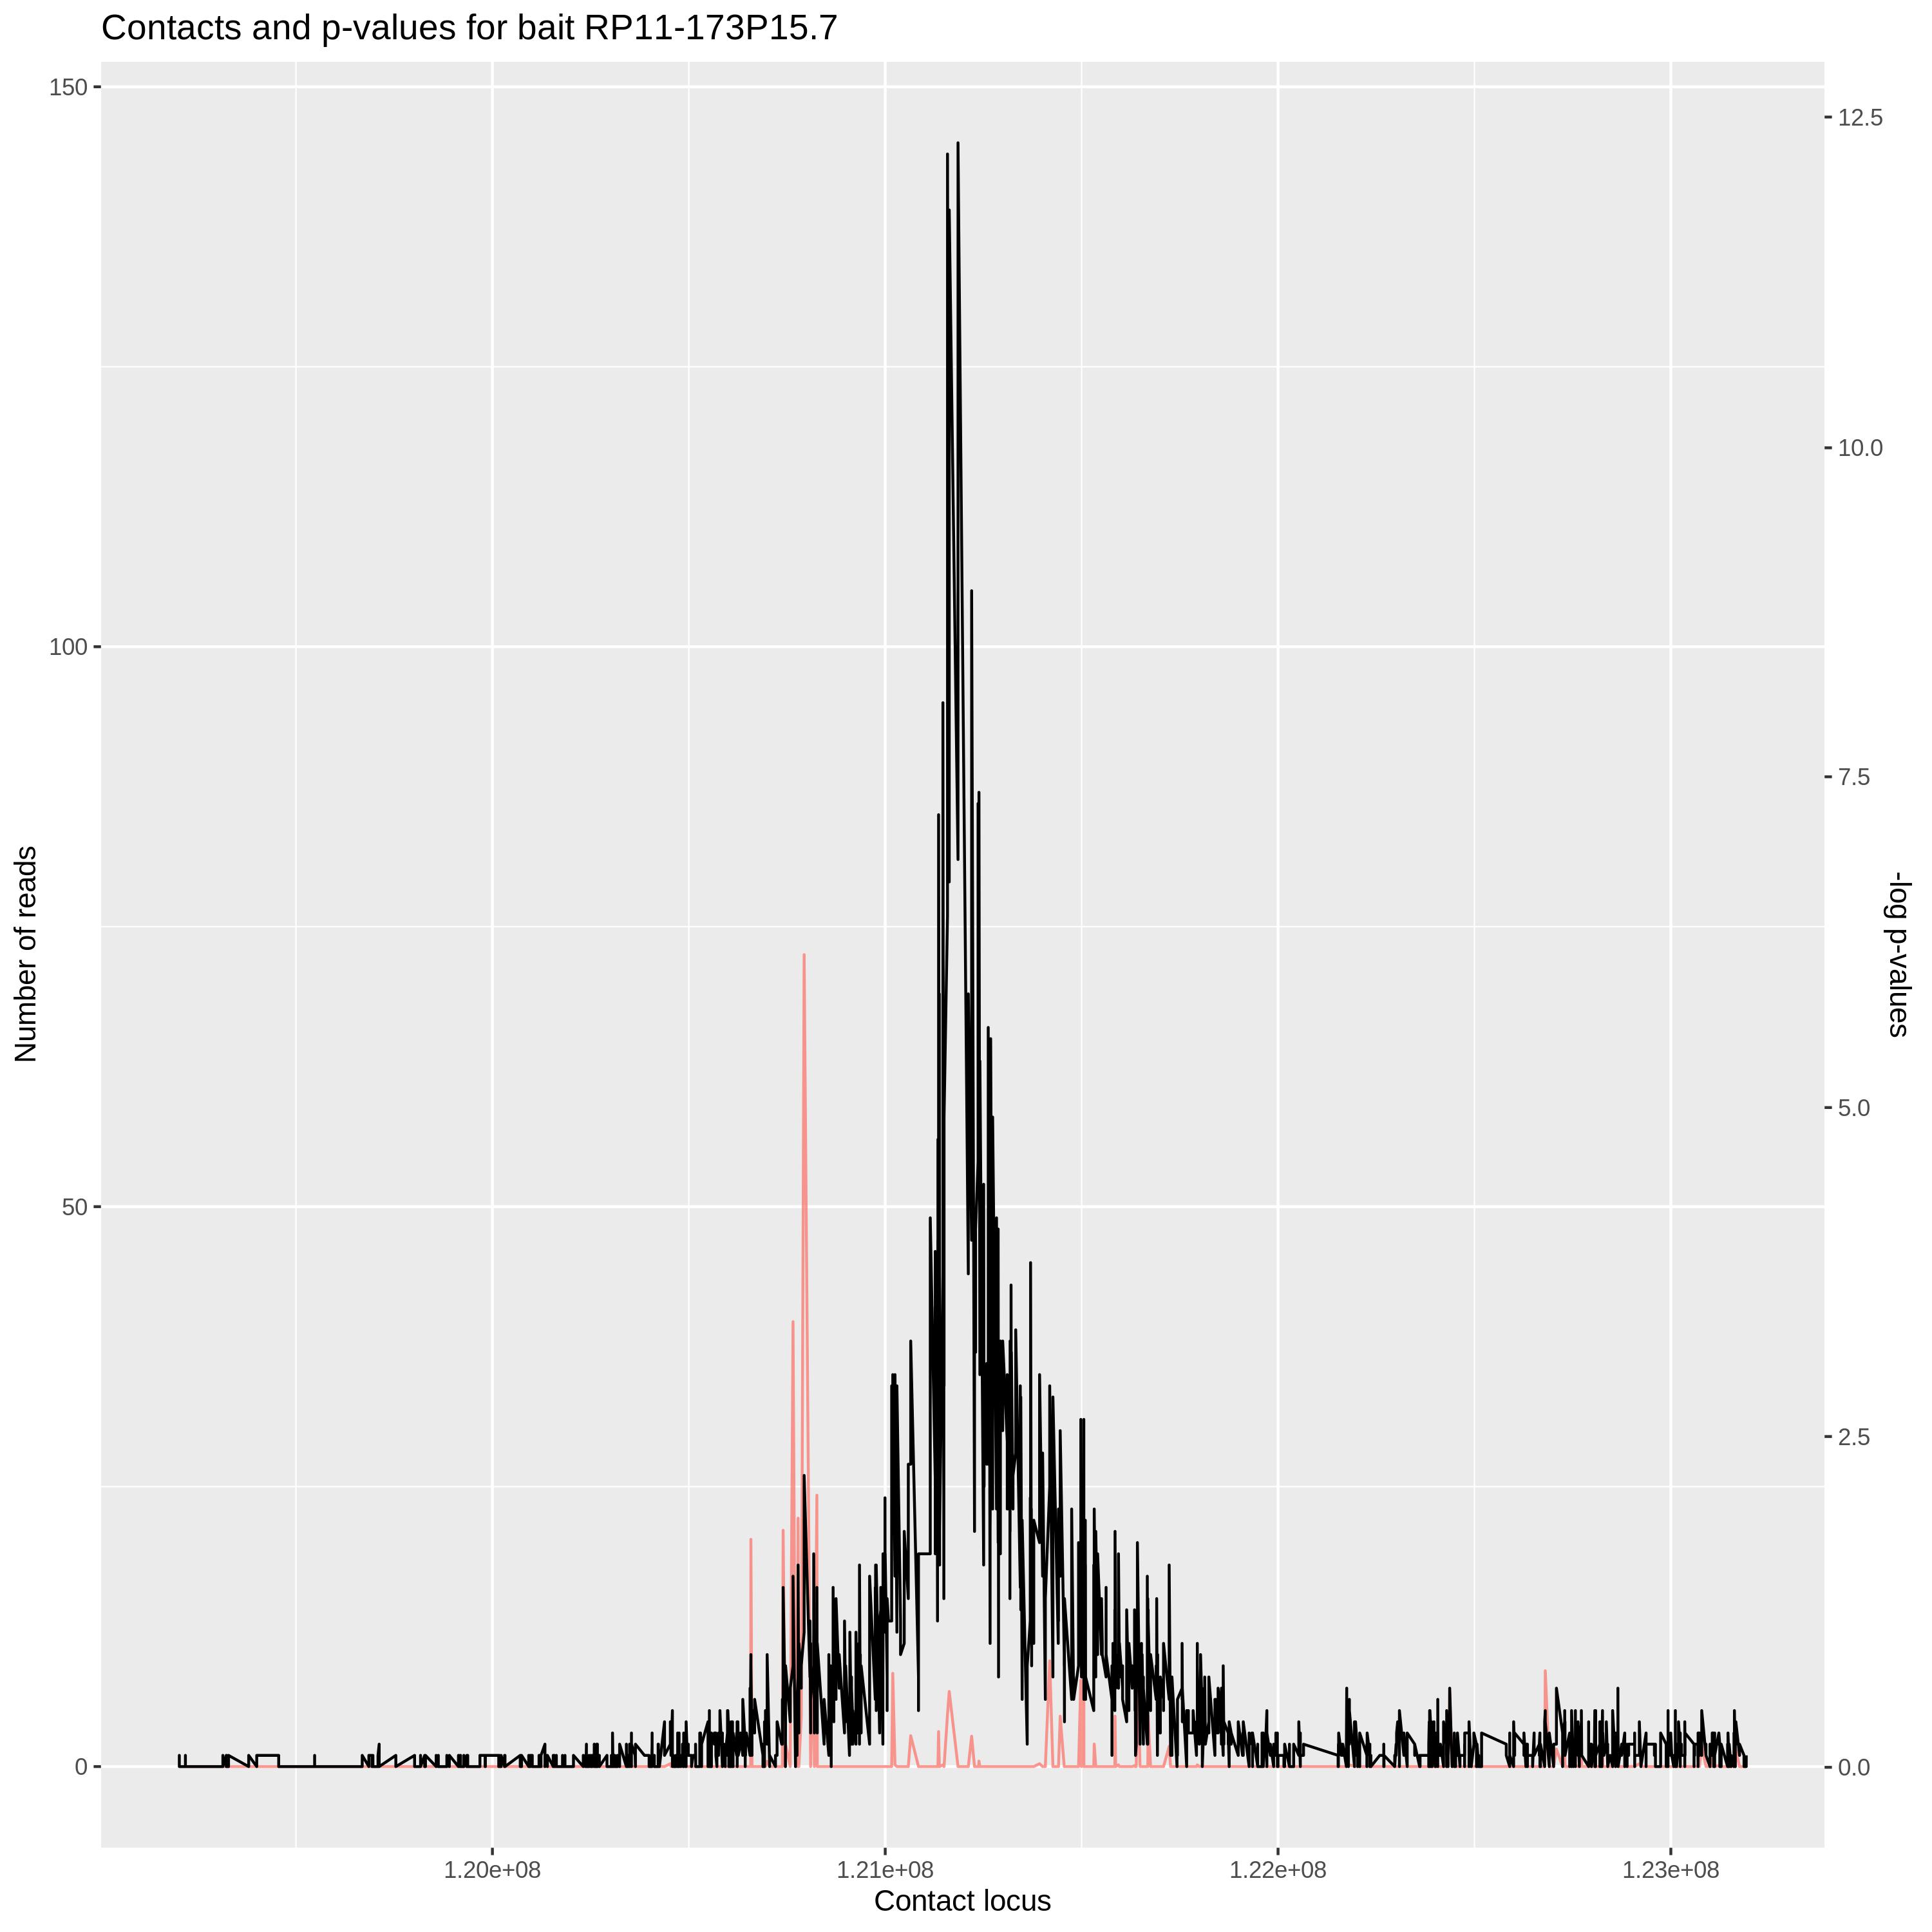 Contacts and p-values for bait RP11-173P15.7
150
100
50
0
Number of reads
12.5
10.0
7.5
5.0
2.5
0.0
-log p-values
1.20e+08
1.21e+08
1.22e+08
1.23e+08
Contact locus